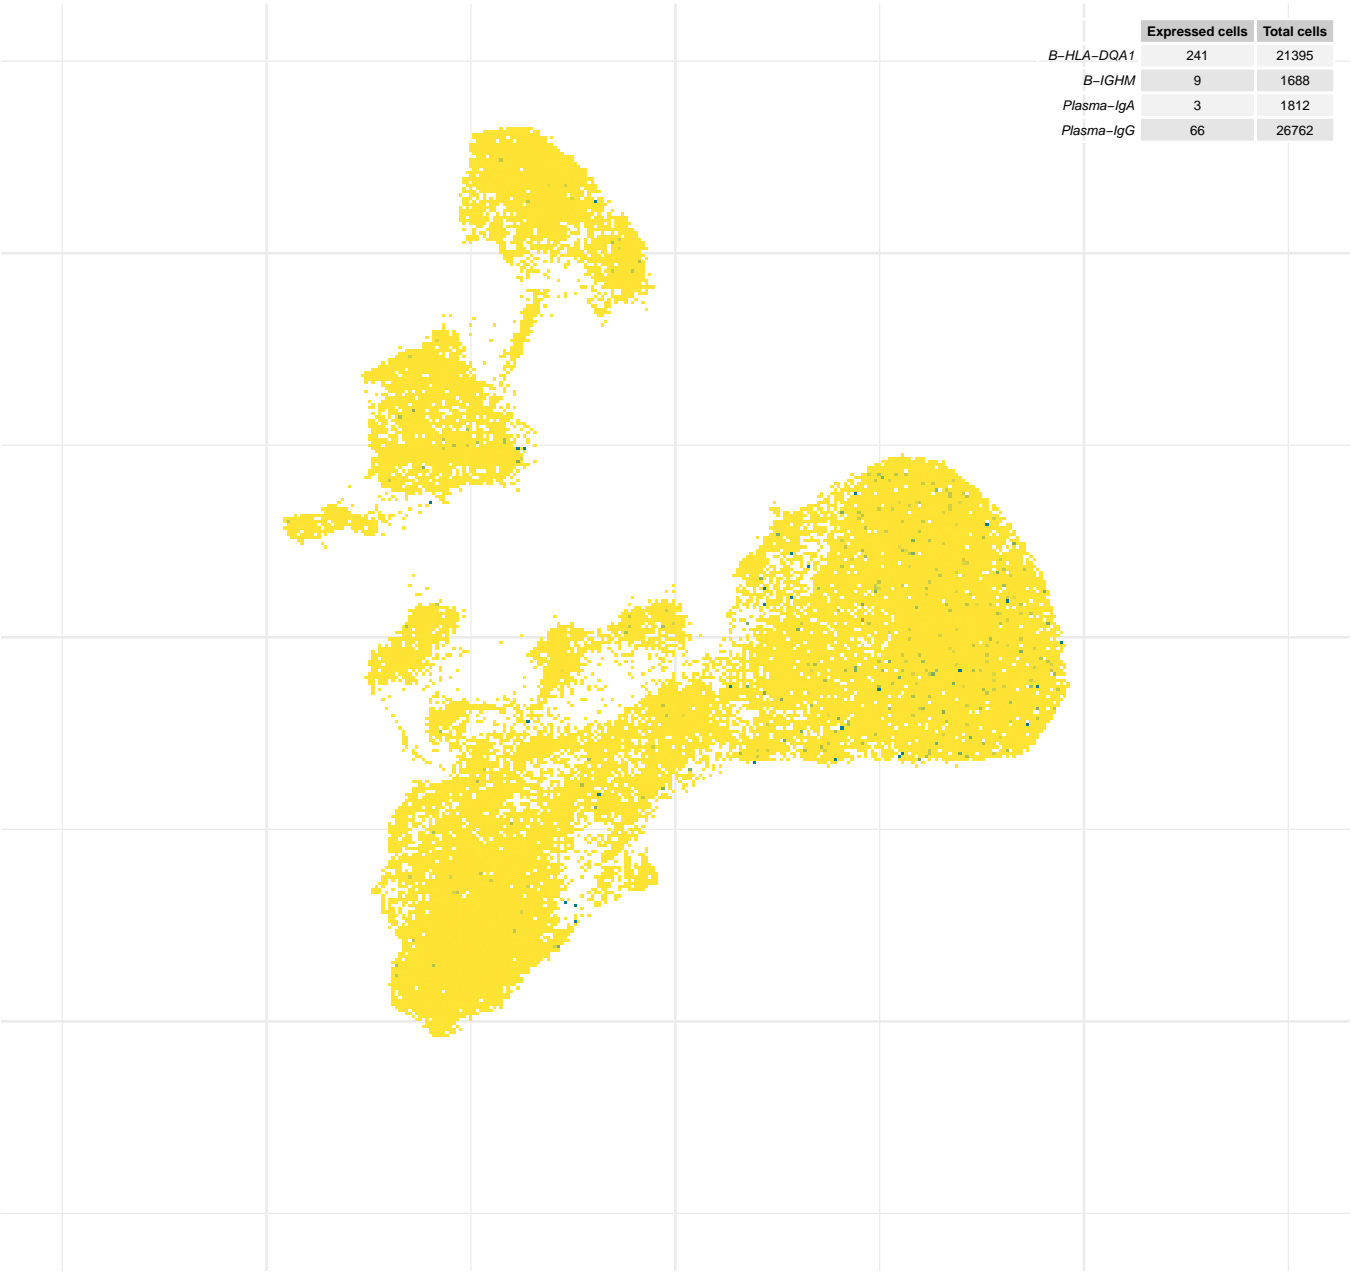 Expressed cells Total cells
B−HLA−DQA1 241 21395
B−IGHM 9 1688
Plasma−IgA 3 1812
Plasma−IgG 66 26762